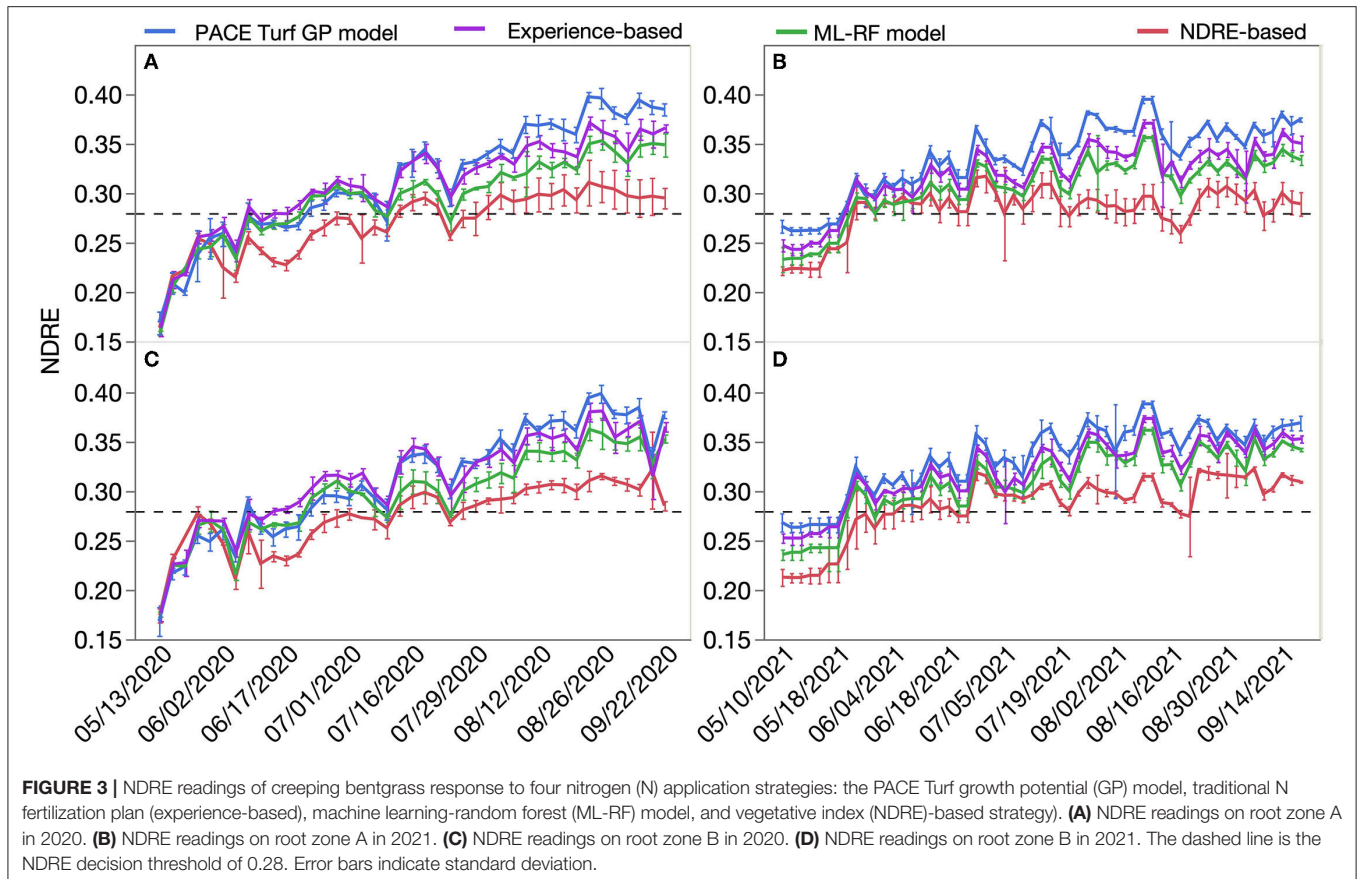 PACE Turf GP model Experience-based ML-RF model NDRE-based
A B
0.40 0.40
0.35 0.35
0.30 0.30
0.25 0.25
0.20 0.20
0.15 0.15
NDRE
C D
0.40 0.40
0.35 0.35
0.30 0.30
0.25 0.25
0.20 0.20
0.15 0.15
05/13/2020 06/02/2020 06/17/2020 07/01/2020 07/16/2020 07/29/2020 08/12/2020 08/26/2020 09/22/2020 05/10/2021 05/18/2021 06/04/2021 06/18/2021 07/05/2021 07/19/2021 08/02/2021 08/16/2021 08/30/2021 09/14/2021
FIGURE 3 | NDRE readings of creeping bentgrass response to four nitrogen (N) application strategies: the PACE Turf growth potential (GP) model, traditional N
fertilization plan (experience-based), machine learning-random forest (ML-RF) model, and vegetative index (NDRE)-based strategy). (A) NDRE readings on root zone A
in 2020. (B) NDRE readings on root zone A in 2021. (C) NDRE readings on root zone B in 2020. (D) NDRE readings on root zone B in 2021. The dashed line is the
NDRE decision threshold of 0.28. Error bars indicate standard deviation.